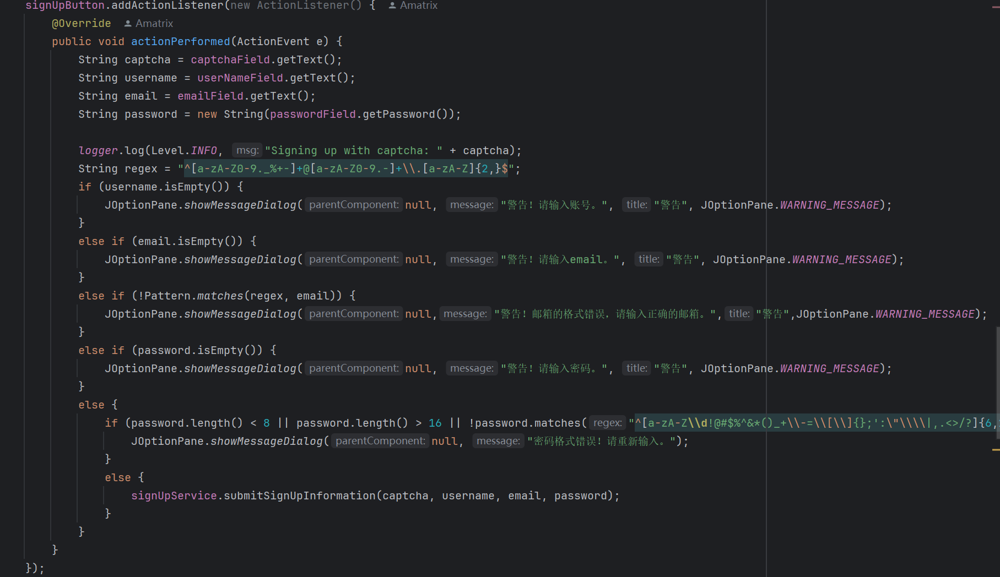 signUpButton.addActionListener(new ActionListener() { Amatrix
@Override Amatrix
public void actionPerformed(ActionEvent e) {
String captcha = captchaField.getText();
String username = userNameField.getText();
String email = emailField.getText();
String password = new String(passwordField.getPassword());
logger.log(Level.INFO, msg: "Signing up with captcha: " + captcha);
String regex = "^[a-zA-Z0-9._%+-]+@[a-zA-Z0-9.-]+\\.[a-zA-Z]{2,}$";
if (username.isEmpty()) {
JOptionPane.showMessageDialog( parentComponent: null, message: "警告！请输入账号。", title: "警告", JOptionPane.WARNING_MESSAGE);
}
else if (email.isEmpty()) {
JOptionPane.showMessageDialog( parentComponent: null, message: "警告！请输入email。", title: "警告", JOptionPane.WARNING_MESSAGE);
}
else if (!Pattern.matches(regex, email)) {
JOptionPane.showMessageDialog( parentComponent: null, message: "警告！邮箱的格式错误，请输入正确的邮箱。", title: "警告",JOptionPane.WARNING_MESSAGE);
}
else if (password.isEmpty()) {
JOptionPane.showMessageDialog( parentComponent: null, message: "警告！请输入密码。", title: "警告", JOptionPane.WARNING_MESSAGE);
}
else {
if (password.length() < 8 || password.length() > 16 || !password.matches( regex: "^[a-zA-Z\\d!@#$%^&*()_+\\-=\\[\\]{};':\"\\\\|,.<>/?]{6,
JOptionPane.showMessageDialog( parentComponent: null, message: "密码格式错误！请重新输入。");
}
else {
signUpService.submitSignUpInformation(captcha, username, email, password);
}
}
}
});